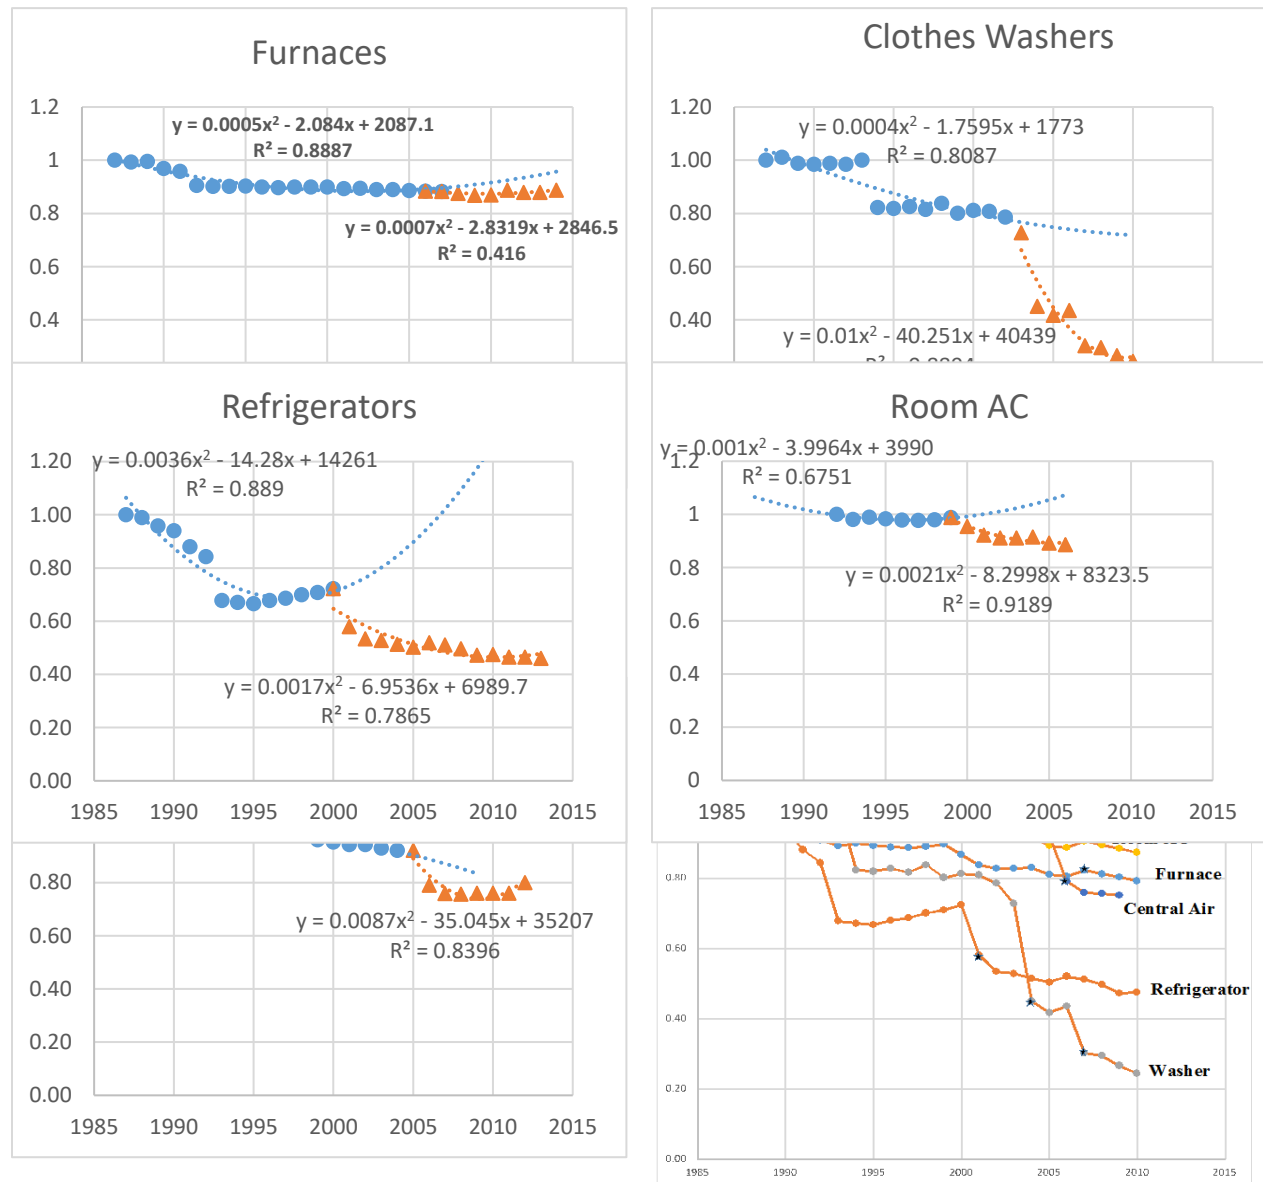 Furnaces
1.2
1
0.8
0.6
0.4
y = 0.0005x² - 2.084x + 2087.1
R² = 0.8887
y = 0.0007x² - 2.8319x + 2846.5
R² = 0.416
Clothes Washers
1.20
1.00
0.80
0.60
0.40
y = 0.0004x² - 1.7595x + 1773
R² = 0.8087
y = 0.01x² - 40.251x + 40439
Refrigerators
1.20
1.00
0.80
0.60
0.40
0.20
0.00
y = 0.0036x² - 14.28x + 14261
R² = 0.889
y = 0.0017x² - 6.9536x + 6989.7
R² = 0.7865
1985 1990 1995 2000 2005 2010 2015
Room AC
y = 0.001x² - 3.9964x + 3990
R² = 0.6751
1.2
1
0.8
0.6
0.4
0.2
0
y = 0.0021x² - 8.2998x + 8323.5
R² = 0.9189
1985 1990 1995 2000 2005 2010 2015
0.80
0.60
0.40
0.20
0.00
y = 0.0087x² - 35.045x + 35207
R² = 0.8396
1985 1990 1995 2000 2005 2010 2015
0.80
0.60
0.40
0.20
0.00
Furnace
Central Air
Refrigerator
Washer
1985 1990 1995 2000 2005 2010 2015